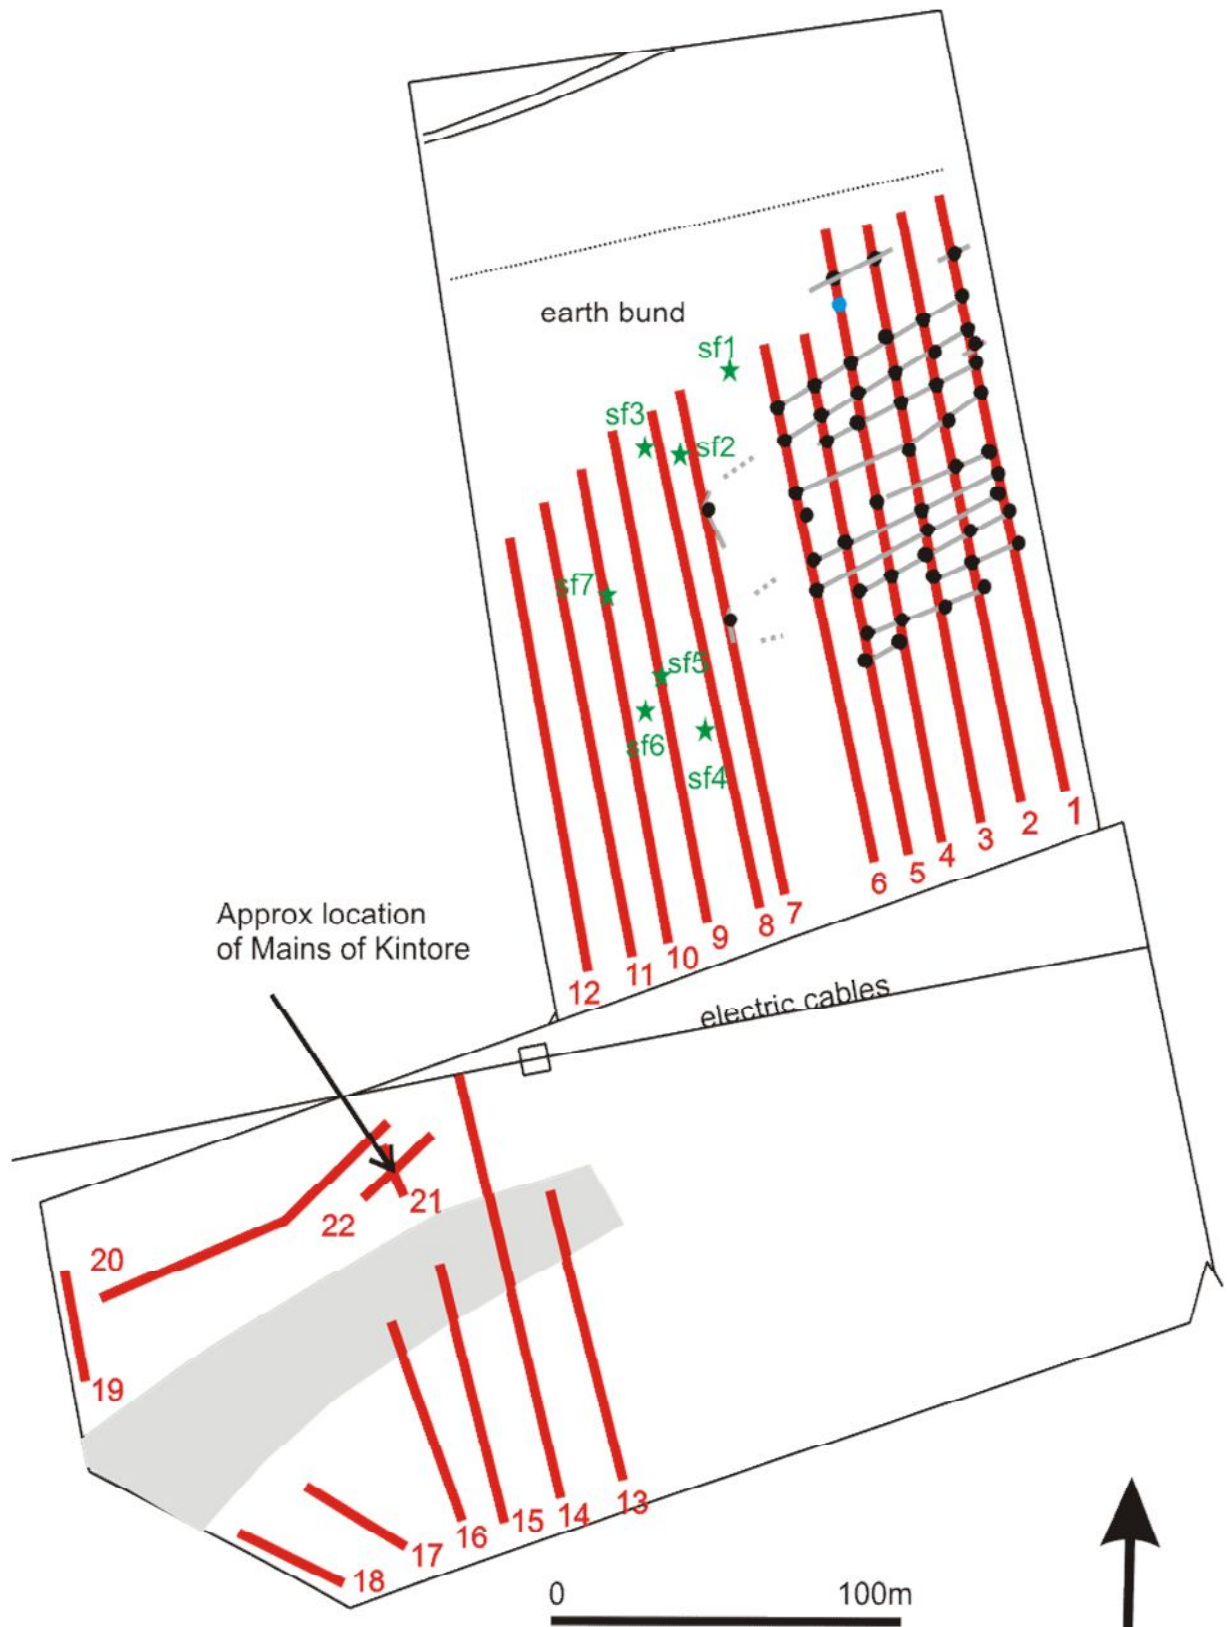 earth bund
sf1
sf3
sf2
sf7
sf5
sf6
sf4
1
2
3
4
5
6
7
8
9
10
11
12
Approx location
of Mains of Kintore
electric cables
21
22
20
19
13
14
15
16
17
18
0 100m